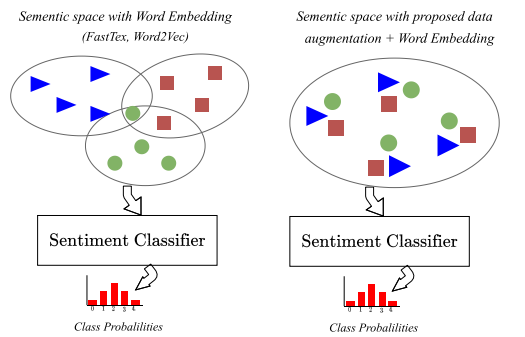 Sementic space with Word Embedding
(FastTex, Word2Vec)
Sentiment Classifier
0 1 2 3 4
Class Probalilities
Sementic space with proposed data
augmentation + Word Embedding
Sentiment Classifier
0 1 2 3 4
Class Probalilities